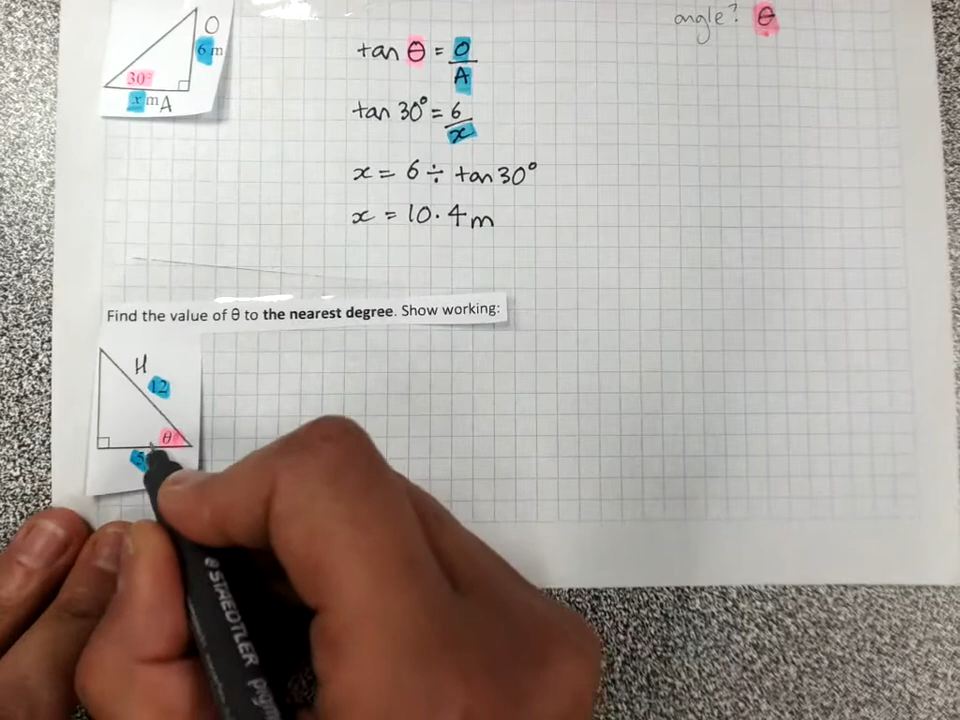 angle? θ
O
6 m
30°
x m A
tan θ = O/A
tan 30° = 6/x
x = 6 ÷ tan 30°
x = 10.4 m
Find the value of θ to the nearest degree. Show working:
H
12
θ
5
STAEDTLER